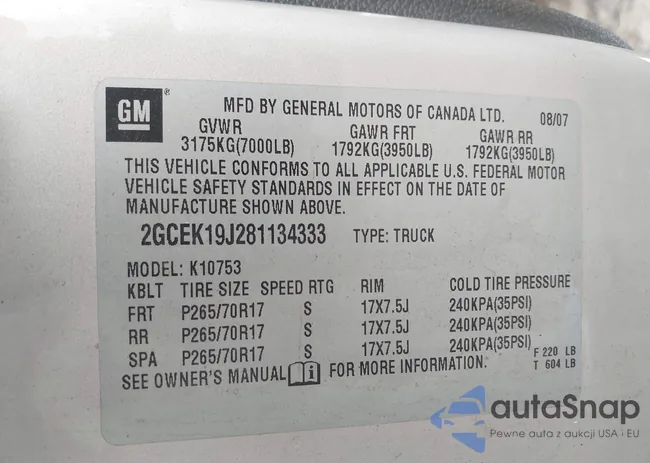 GM ® MFD BY GENERAL MOTORS OF CANADA LTD. 08/07
GVWR GAWR FRT GAWR RR
3175KG(7000LB) 1792KG(3950LB) 1792KG(3950LB)
THIS VEHICLE CONFORMS TO ALL APPLICABLE U.S. FEDERAL MOTOR
VEHICLE SAFETY STANDARDS IN EFFECT ON THE DATE OF
MANUFACTURE SHOWN ABOVE.
2GCEK19J281134333 TYPE: TRUCK
MODEL: K10753
KBLT TIRE SIZE SPEED RTG RIM COLD TIRE PRESSURE
FRT P265/70R17 S 17X7.5J 240KPA(35PSI)
RR P265/70R17 S 17X7.5J 240KPA(35PSI)
SPA P265/70R17 S 17X7.5J 240KPA(35PSI)
F 220 LB
T 604 LB
SEE OWNER'S MANUAL i FOR MORE INFORMATION.
autaSnap
Pewne auta z aukcji USA i EU